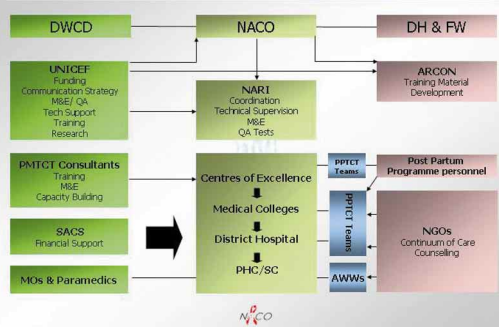 DWCD
NACO
DH & FW
UNICEF
Funding
Communication Strategy
M&E/ QA
Tech Support
Training
Research
NARI
Coordination
Technical Supervision
M&E
QA Tests
ARCON
Training Material
Development
PMTCT Consultants
Training
M&E
Capacity Building
SACS
Financial Support
MOs & Paramedics
Centres of Excellence
Medical Colleges
District Hospital
PHC/SC
PPTCT
Teams
PPTCT Teams
AWWs
Post Partum
Programme personnel
NGOs
Continuum of Care
Counselling
NACO